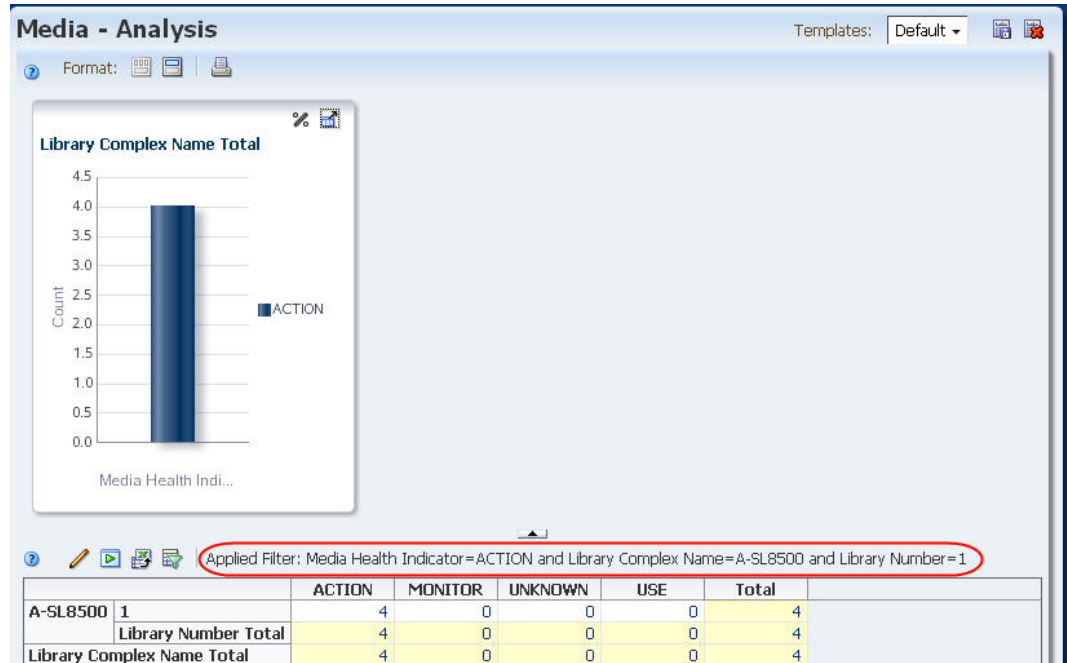 Media - Analysis
Templates: Default
Format:
Library Complex Name Total
4.5
4.0
3.5
3.0
2.5
2.0
1.5
1.0
0.5
0.0
Count
ACTION
Media Health Indi...
Applied Filter: Media Health Indicator=ACTION and Library Complex Name=A-SL8500 and Library Number=1
ACTION MONITOR UNKNOWN USE Total
A-SL8500 1 4 0 0 0 4
Library Number Total 4 0 0 0 4
Library Complex Name Total 4 0 0 0 4